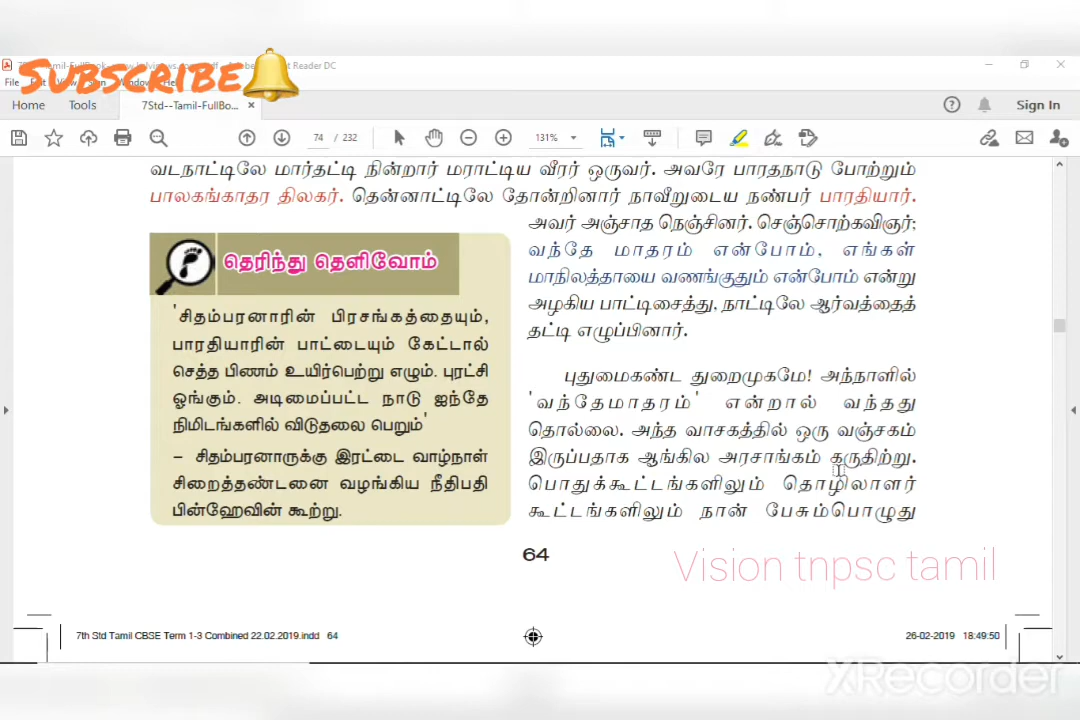 SUBSCRIBE
Reader DC
File
Home Tools 7Std--Tamil-FullBo... × Sign In
74 / 232 131%
வடநாட்டிலே மார்தட்டி நின்றார் மராட்டிய வீரர் ஒருவர். அவரே பாரதநாடு போற்றும்
பாலகங்காதர திலகர். தென்னாட்டிலே தோன்றினார் நாவீறுடைய நண்பர் பாரதியார்.
அவர் அஞ்சாத நெஞ்சினர். செஞ்சொற்கவிஞர்;
வந்தே மாதரம் என்போம், எங்கள்
மாநிலத்தாயை வணங்குதும் என்போம் என்று
அழகிய பாட்டிசைத்து, நாட்டிலே ஆர்வத்தைத்
தட்டி எழுப்பினார்.
தெரிந்து தெளிவோம்
'சிதம்பரனாரின் பிரசங்கத்தையும்,
பாரதியாரின் பாட்டையும் கேட்டால்
செத்த பிணம் உயிர்பெற்று எழும். புரட்சி
ஓங்கும். அடிமைப்பட்ட நாடு ஐந்தே
நிமிடங்களில் விடுதலை பெறும்'
– சிதம்பரனாருக்கு இரட்டை வாழ்நாள்
சிறைத்தண்டனை வழங்கிய நீதிபதி
பின்ஹேவின் கூற்று.
புதுமைகண்ட துறைமுகமே! அந்நாளில்
'வந்தேமாதரம்' என்றால் வந்தது
தொல்லை. அந்த வாசகத்தில் ஒரு வஞ்சகம்
இருப்பதாக ஆங்கில அரசாங்கம் கருதிற்று.
பொதுக்கூட்டங்களிலும் தொழிலாளர்
கூட்டங்களிலும் நான் பேசும்பொழுது
64
Vision tnpsc tamil
7th Std Tamil CBSE Term 1-3 Combined 22.02.2019.indd 64 26-02-2019 18:49:50
XRecorder